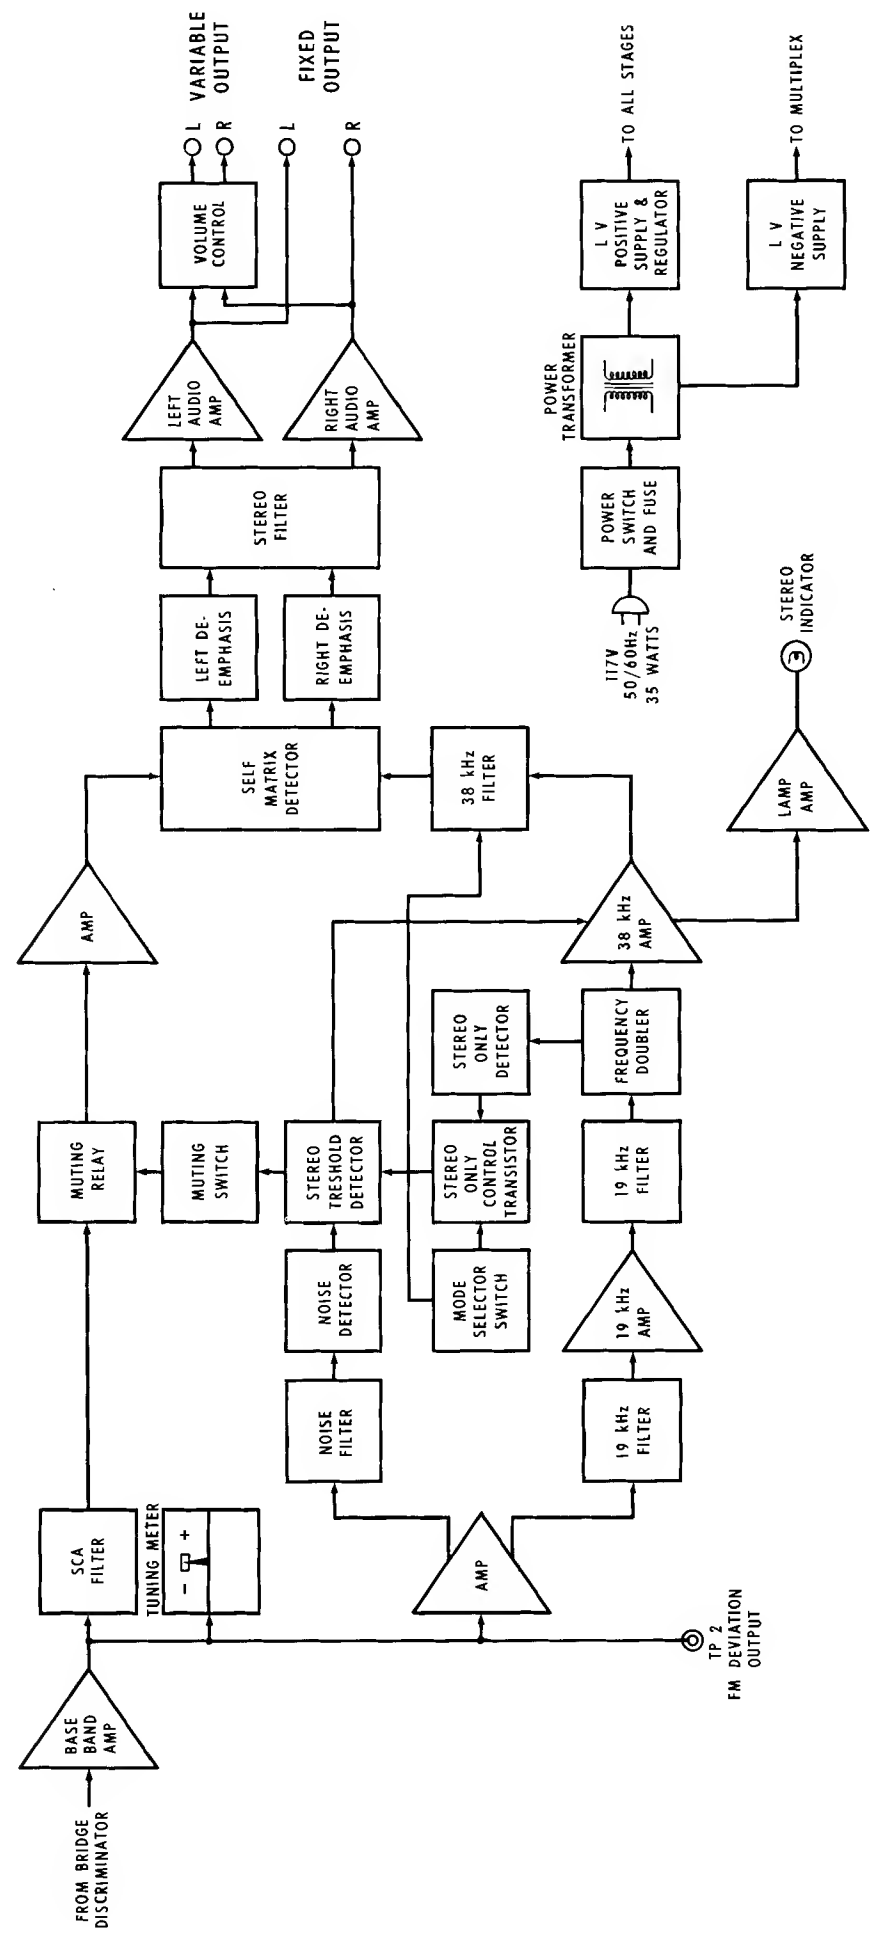 FROM BRIDGE
DISCRIMINATOR
BASE
BAND
AMP
SCA
FILTER
TUNING METER
- +
TP 2
FM DEVIATION
OUTPUT
AMP
NOISE
FILTER
NOISE
DETECTOR
19 kHz
FILTER
19 kHz
AMP
19 kHz
FILTER
FREQUENCY
DOUBLER
MODE
SELECTOR
SWITCH
STEREO
ONLY
CONTROL
TRANSISTOR
STEREO
ONLY
DETECTOR
STEREO
TRESHOLD
DETECTOR
MUTING
SWITCH
MUTING
RELAY
AMP
38 kHz
AMP
LAMP
AMP
STEREO
INDICATOR
38 kHz
FILTER
SELF
MATRIX
DETECTOR
LEFT DE-
EMPHASIS
RIGHT DE-
EMPHASIS
STEREO
FILTER
LEFT
AUDIO
AMP
RIGHT
AUDIO
AMP
VOLUME
CONTROL
L
R
VARIABLE
OUTPUT
L
R
FIXED
OUTPUT
117V
50/60Hz
35 WATTS
POWER
SWITCH
AND FUSE
POWER
TRANSFORMER
L V
POSITIVE
SUPPLY &
REGULATOR
TO ALL STAGES
L V
NEGATIVE
SUPPLY
TO MULTIPLEX